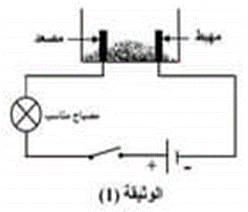 مهبط
مصعد
مصباح مناسب
+ -
الوثيقة (1)